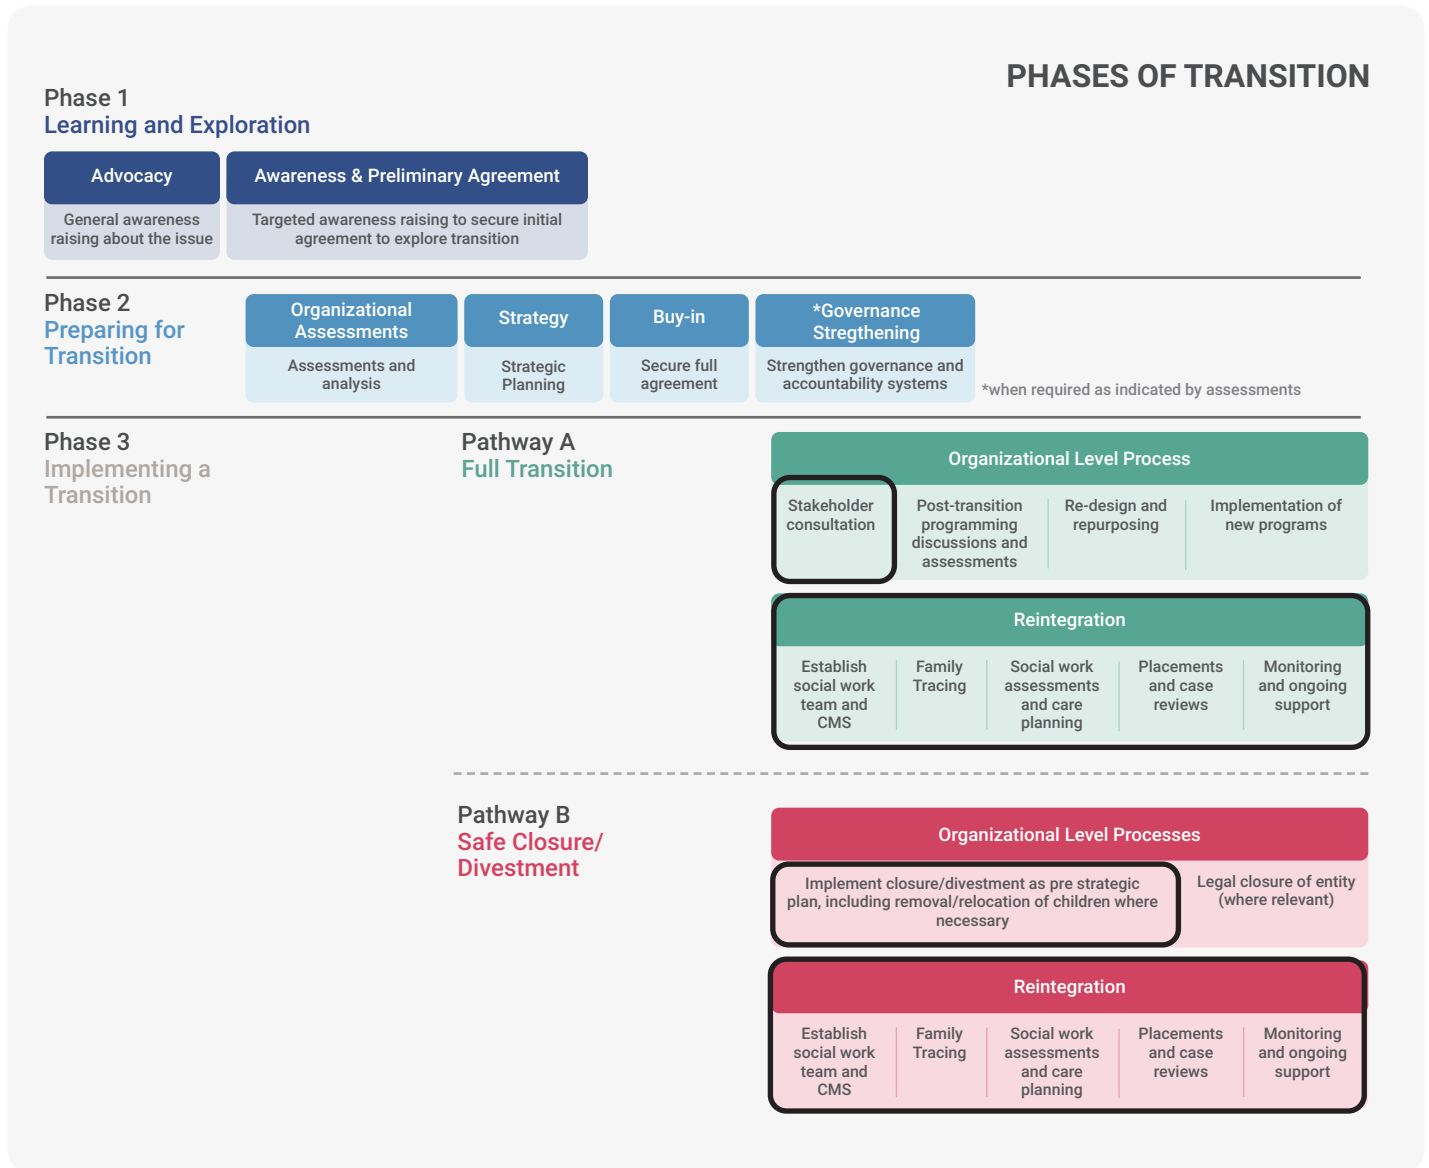 PHASES OF TRANSITION
Phase 1
Learning and Exploration
Advocacy
General awareness
raising about the issue
Awareness & Preliminary Agreement
Targeted awareness raising to secure initial
agreement to explore transition
Phase 2
Preparing for
Transition
Organizational
Assessments
Assessments and
analysis
Strategy
Strategic
Planning
Buy-in
Secure full
agreement
*Governance
Stregthening
Strengthen governance and
accountability systems
*when required as indicated by assessments
Phase 3
Implementing a
Transition
Pathway A
Full Transition
Organizational Level Process
Stakeholder
consultation
Post-transition
programming
discussions and
assessments
Re-design and
repurposing
Implementation of
new programs
Reintegration
Establish
social work
team and
CMS
Family
Tracing
Social work
assessments
and care
planning
Placements
and case
reviews
Monitoring
and ongoing
support
Pathway B
Safe Closure/
Divestment
Organizational Level Processes
Implement closure/divestment as pre strategic
plan, including removal/relocation of children where
necessary
Legal closure of entity
(where relevant)
Reintegration
Establish
social work
team and
CMS
Family
Tracing
Social work
assessments
and care
planning
Placements
and case
reviews
Monitoring
and ongoing
support